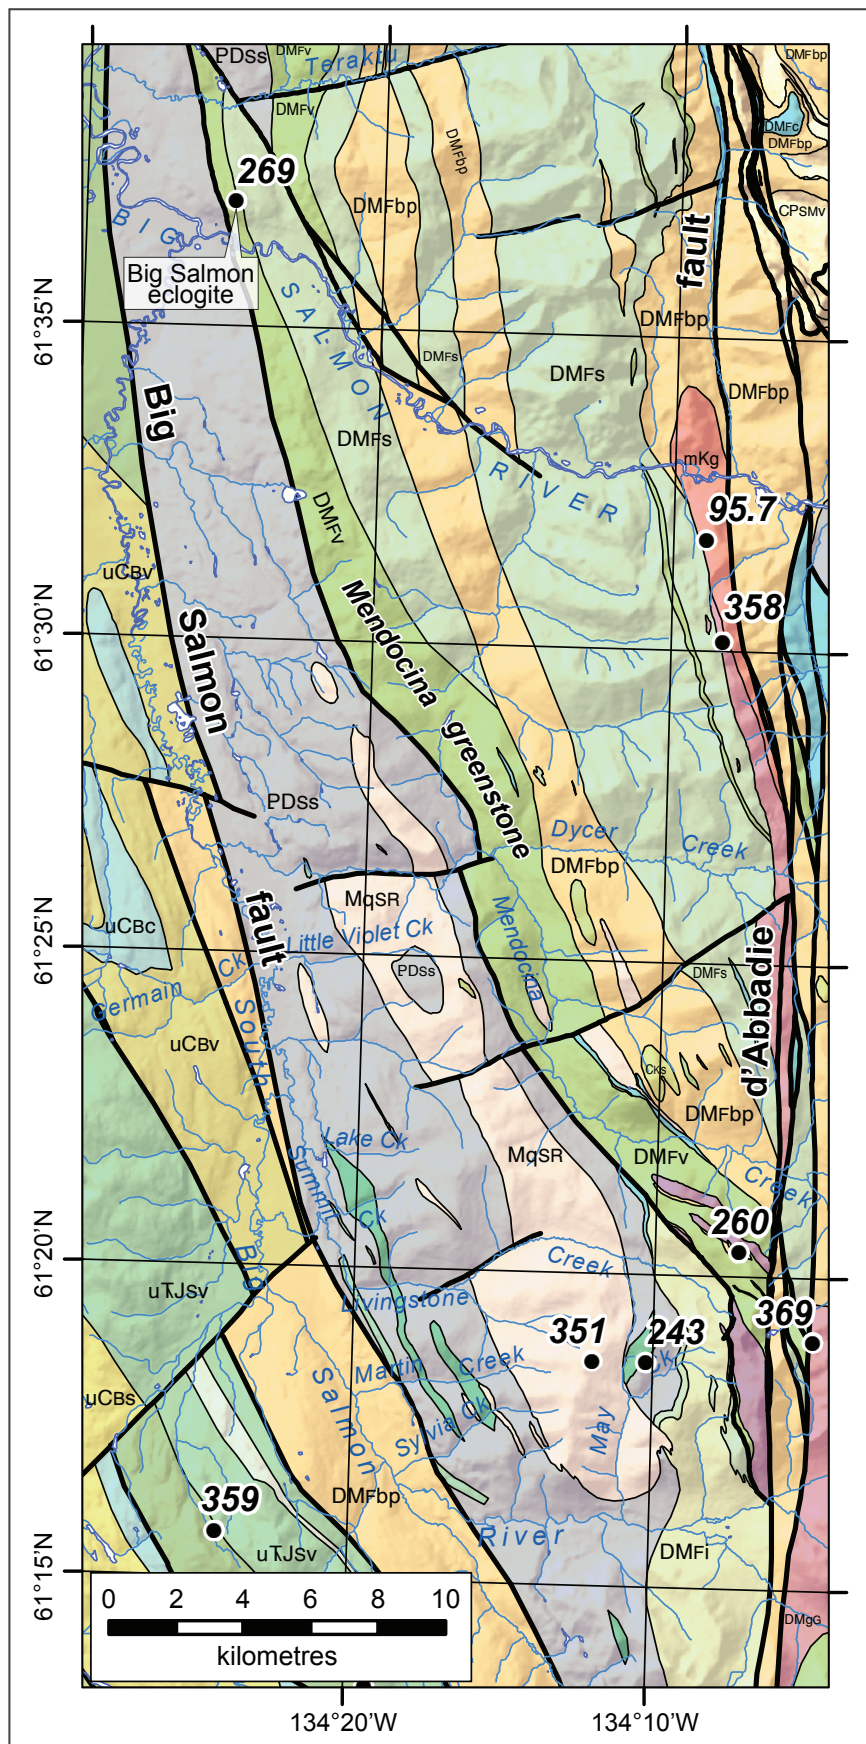 PDSs
DMFv
Teraktu
DMFbp
DMFv
DMFc
DMFbp
DMFbp
269
DMFbp
CPSMv
BIG
fault
Big Salmon
eclogite
SALMON
61°35'N
DMFbp
DMFs
DMFs
DMFbp
Big
DMFs
mKg
RIVER
95.7
DMFv
uCBv
Mendocina
greenstone
358
61°30'N
Salmon
PDSs
Dycer
Creek
DMFbp
fault
MqSR
Mendocina
uCBc
Little Violet Ck
61°25'N
d'Abbadie
PDSs
DMFs
Germain
Ck
South
uCBv
CKs
DMFbp
Lake Ck
MqSR
DMFv
Summit
Ck
Creek
260
61°20'N
Big
Creek
uTJSv
Livingstone
369
351
243
Martin
Creek
Ck
uCBs
Salmon
May
Sylvia Ck
359
DMFbp
River
uTJSv
DMFi
61°15'N
0 2 4 6 8 10
kilometres
DMgG
134°20'W
134°10'W